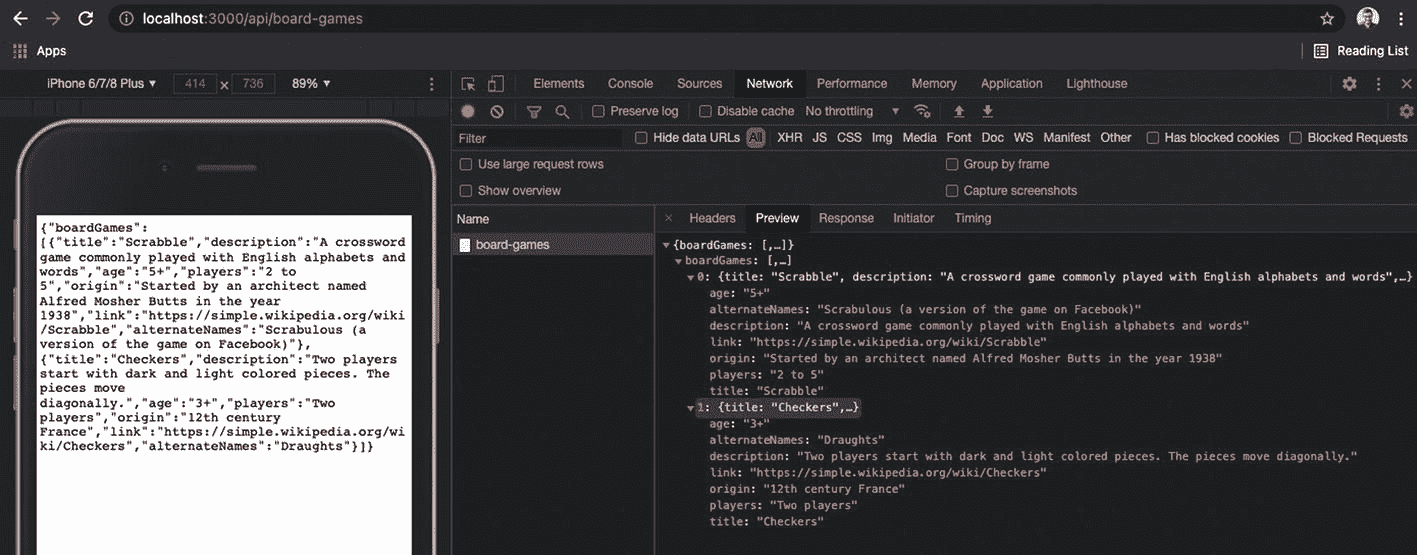 localhost:3000/api/board-games
Apps
Reading List
iPhone 6/7/8 Plus ▼ 414 x 736 89% ▼
Elements Console Sources Network Performance Memory Application Lighthouse
Preserve log Disable cache No throttling ▼
Filter Hide data URLs All XHR JS CSS Img Media Font Doc WS Manifest Other Has blocked cookies Blocked Requests
Use large request rows Group by frame
Show overview Capture screenshots
Name
board-games
× Headers Preview Response Initiator Timing
{"boardGames":
[{"title":"Scrabble","description":"A crossword
game commonly played with English alphabets and
words","age":"5+","players":"2 to
5","origin":"Started by an architect named
Alfred Mosher Butts in the year
1938","link":"https://simple.wikipedia.org/wiki
/Scrabble","alternateNames":"Scrabulous (a
version of the game on Facebook)"},
{"title":"Checkers","description":"Two players
start with dark and light colored pieces. The
pieces move
diagonally.","age":"3+","players":"Two
players","origin":"12th century
France","link":"https://simple.wikipedia.org/wi
ki/Checkers","alternateNames":"Draughts"}]}
▼{boardGames: [,…]}
▼boardGames: [,…]
▼0: {title: "Scrabble", description: "A crossword game commonly played with English alphabets and words",…}
age: "5+"
alternateNames: "Scrabulous (a version of the game on Facebook)"
description: "A crossword game commonly played with English alphabets and words"
link: "https://simple.wikipedia.org/wiki/Scrabble"
origin: "Started by an architect named Alfred Mosher Butts in the year 1938"
players: "2 to 5"
title: "Scrabble"
▼1: {title: "Checkers",…}
age: "3+"
alternateNames: "Draughts"
description: "Two players start with dark and light colored pieces. The pieces move diagonally."
link: "https://simple.wikipedia.org/wiki/Checkers"
origin: "12th century France"
players: "Two players"
title: "Checkers"